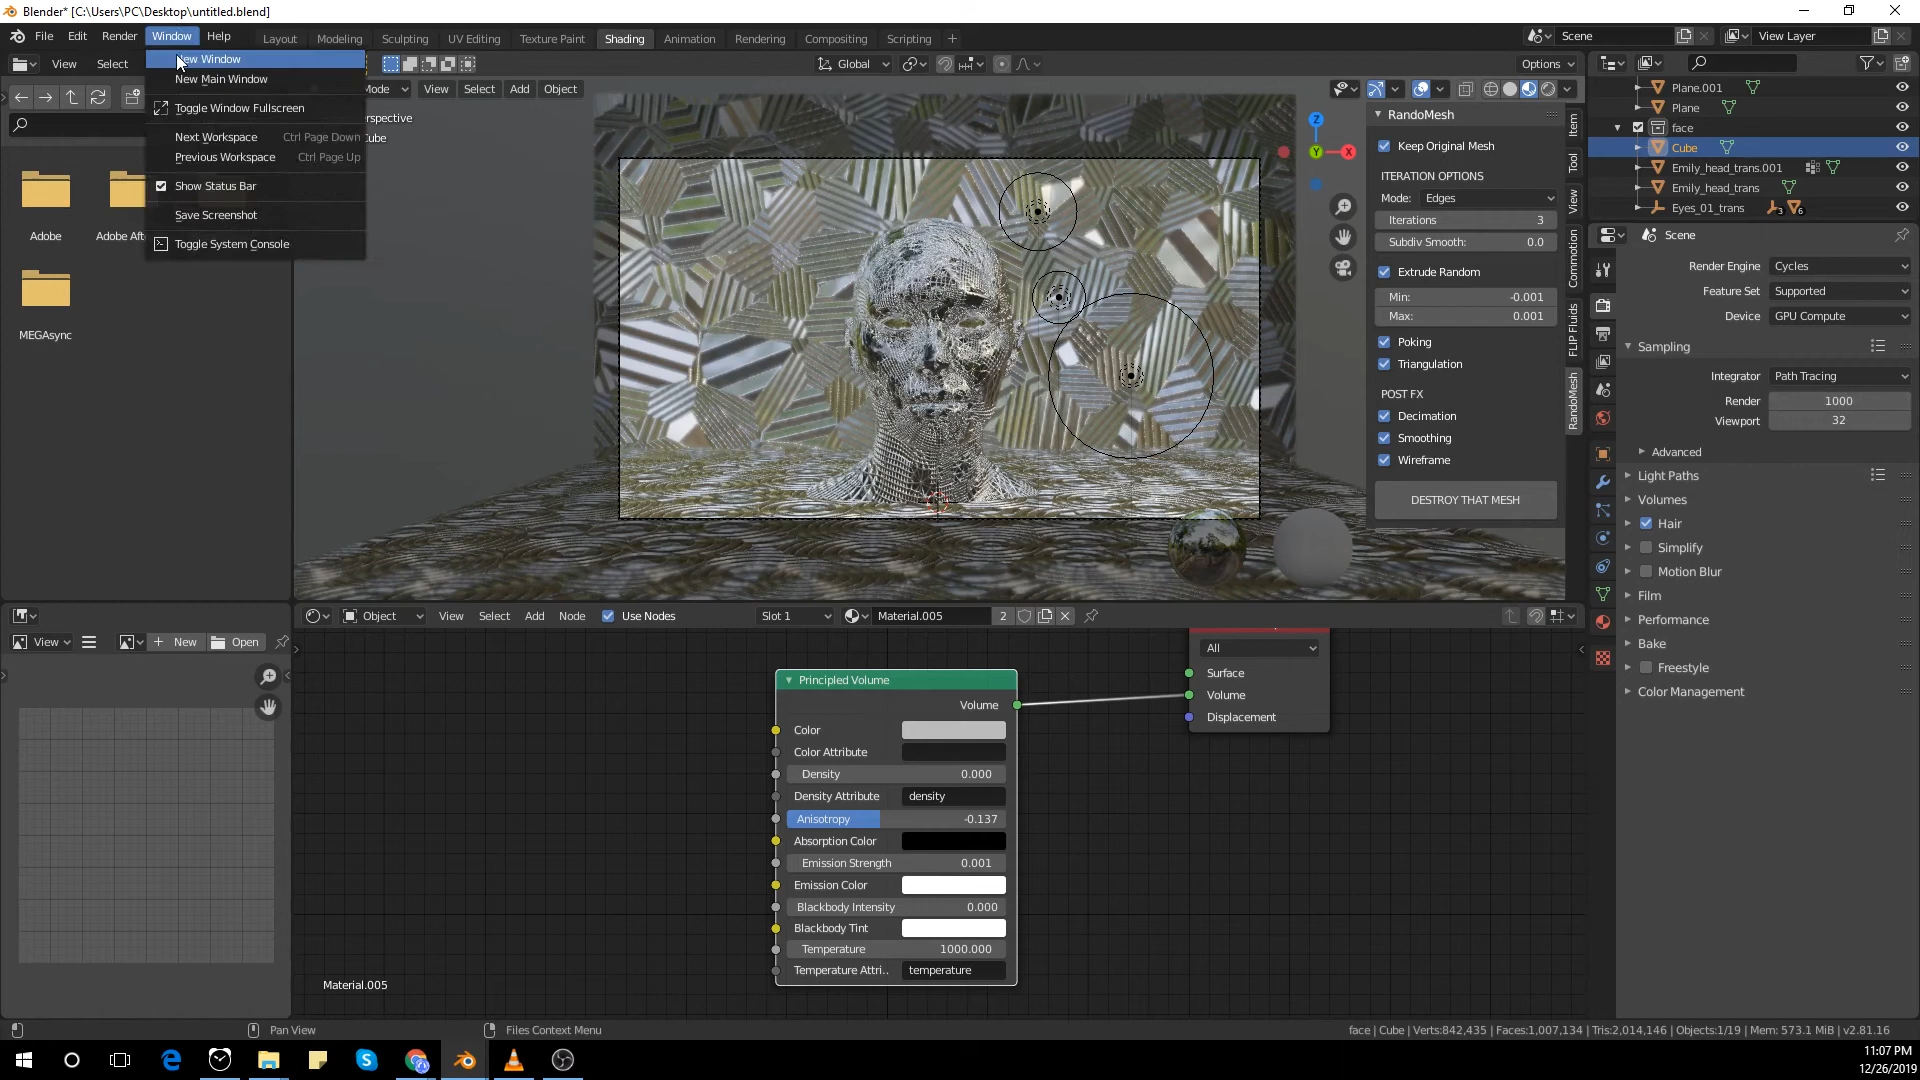 Blender* [C:\Users\PC\Desktop\untitled.blend]
File Edit Render Window Help
Layout Modeling Sculpting UV Editing Texture Paint Shading Animation Rendering Compositing Scripting
Scene
View Layer
View Select
Global
Options
New Main Window
Toggle Window Fullscreen
Next Workspace Ctrl Page Down
Previous Workspace Ctrl Page Up
Show Status Bar
Save Screenshot
Toggle System Console
Mode View Select Add Object
Window
Adobe
MEGAsync
RandoMesh
Keep Original Mesh
ITERATION OPTIONS
Mode: Edges
Iterations 3
Subdiv Smooth: 0.0
Extrude Random
Min: -0.001
Max: 0.001
Poking
Triangulation
POST FX
Decimation
Smoothing
Wireframe
DESTROY THAT MESH
Item
Tool
View
Commotion
FLIP Fluids
RandoMesh
Z
Y
X
Plane.001
Plane
face
Cube
Emily_head_trans.001
Emily_head_trans
Eyes_01_trans 3 6
Scene
Render Engine Cycles
Feature Set Supported
Device GPU Compute
Sampling
Integrator Path Tracing
Render 1000
Viewport 32
Advanced
Light Paths
Volumes
Hair
Simplify
Motion Blur
Film
Performance
Bake
Freestyle
Color Management
View New Open
Object View Select Add Node Use Nodes Slot 1 Material.005 2
All
Surface
Volume
Displacement
Principled Volume
Volume
Color
Color Attribute
Density 0.000
Density Attribute density
Anisotropy -0.137
Absorption Color
Emission Strength 0.001
Emission Color
Blackbody Intensity 0.000
Blackbody Tint
Temperature 1000.000
Temperature Attri.. temperature
Material.005
Pan View
Files Context Menu
face | Cube | Verts:842,435 | Faces:1,007,134 | Tris:2,014,146 | Objects:1/19 | Mem: 573.1 MiB | v2.81.16
11:07 PM
12/26/2019